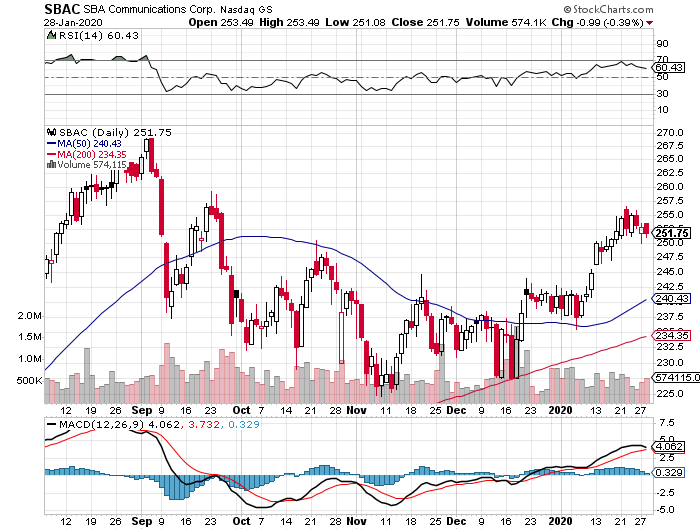 SBAC SBA Communications Corp. Nasdaq GS © StockCharts.com
28-Jan-2020 Open 253.49 High 253.49 Low 251.08 Close 251.75 Volume 574.1K Chg -0.99 (-0.39%)
RSI(14) 60.43
90
70
60.43
50
30
10
SBAC (Daily) 251.75
MA(50) 240.43
MA(200) 234.35
Volume 574,115
270.0
267.5
265.0
262.5
260.0
257.5
255.0
251.75
250.0
247.5
245.0
242.5
240.43
237.5
234.35
232.5
230.0
574115.0
225.0
2.0M
1.5M
1.0M
500K
12 19 26 Sep 9 16 23 Oct 7 14 21 28 Nov 11 18 25 Dec 9 16 23 2020 13 21 27
MACD(12,26,9) 4.062, 3.732, 0.329
7.5
5.0
4.062
2.5
0.329
-2.5
-5.0
12 19 26 Sep 9 16 23 Oct 7 14 21 28 Nov 11 18 25 Dec 9 16 23 2020 13 21 27